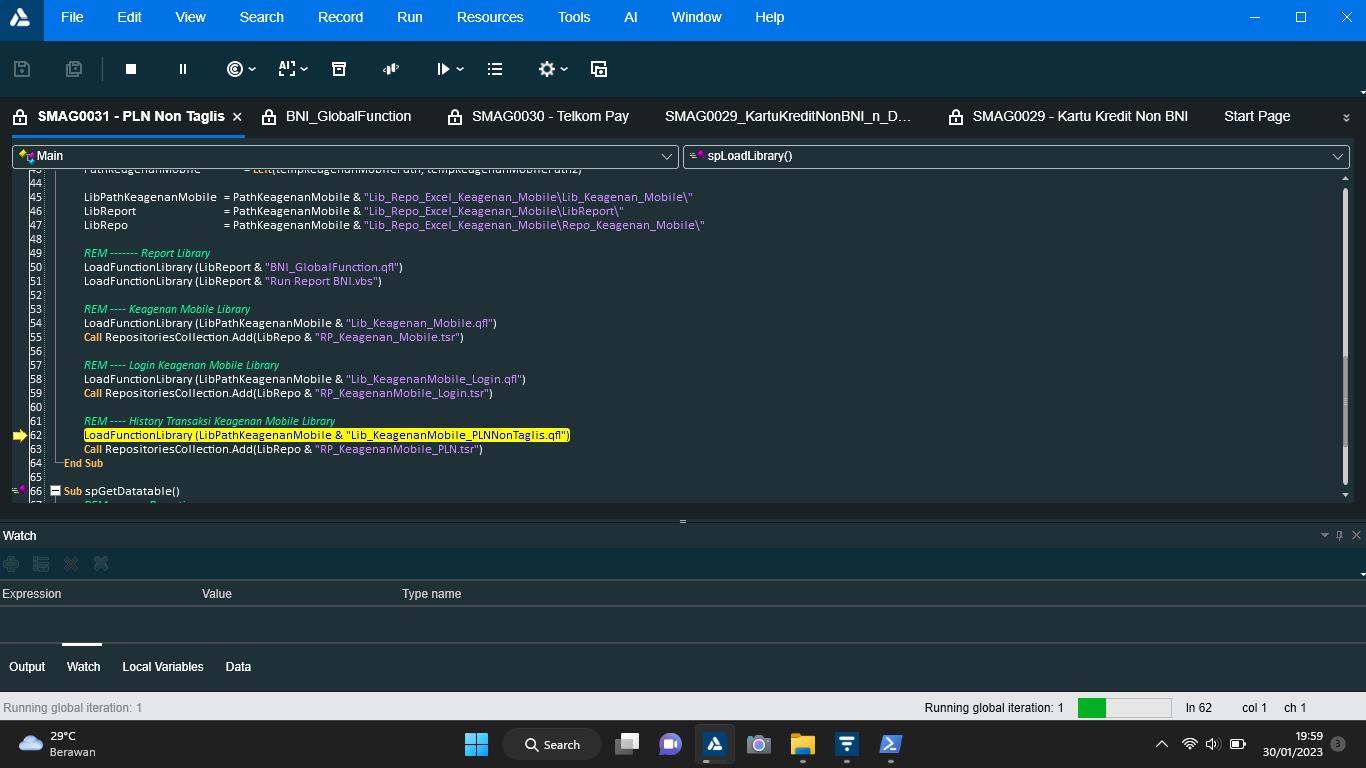 File Edit View Search Record Run Resources Tools AI Window Help
SMAG0031 - PLN Non Taglis BNI_GlobalFunction SMAG0030 - Telkom Pay SMAG0029_KartuKreditNonBNI_n_D... SMAG0029 - Kartu Kredit Non BNI Start Page
Main spLoadLibrary()
43 PathKeagenanMobile = Left(tempKeagenanMobilePath, tempKeagenanMobilePath2)
44
45 LibPathKeagenanMobile = PathKeagenanMobile & "Lib_Repo_Excel_Keagenan_Mobile\Lib_Keagenan_Mobile\"
46 LibReport = PathKeagenanMobile & "Lib_Repo_Excel_Keagenan_Mobile\LibReport\"
47 LibRepo = PathKeagenanMobile & "Lib_Repo_Excel_Keagenan_Mobile\Repo_Keagenan_Mobile\"
48
49 REM ------- Report Library
50 LoadFunctionLibrary (LibReport & "BNI_GlobalFunction.qfl")
51 LoadFunctionLibrary (LibReport & "Run Report BNI.vbs")
52
53 REM ---- Keagenan Mobile Library
54 LoadFunctionLibrary (LibPathKeagenanMobile & "Lib_Keagenan_Mobile.qfl")
55 Call RepositoriesCollection.Add(LibRepo & "RP_Keagenan_Mobile.tsr")
56
57 REM ---- Login Keagenan Mobile Library
58 LoadFunctionLibrary (LibPathKeagenanMobile & "Lib_KeagenanMobile_Login.qfl")
59 Call RepositoriesCollection.Add(LibRepo & "RP_KeagenanMobile_Login.tsr")
60
61 REM ---- History Transaksi Keagenan Mobile Library
62 LoadFunctionLibrary (LibPathKeagenanMobile & "Lib_KeagenanMobile_PLNNonTaglis.qfl")
63 Call RepositoriesCollection.Add(LibRepo & "RP_KeagenanMobile_PLN.tsr")
64 End Sub
65
66 Sub spGetDatatable()
67
Watch
Expression Value Type name
Output Watch Local Variables Data
Running global iteration: 1 Running global iteration: 1 ln 62 col 1 ch 1
29°C
Berawan
Search
19:59
30/01/2023
3